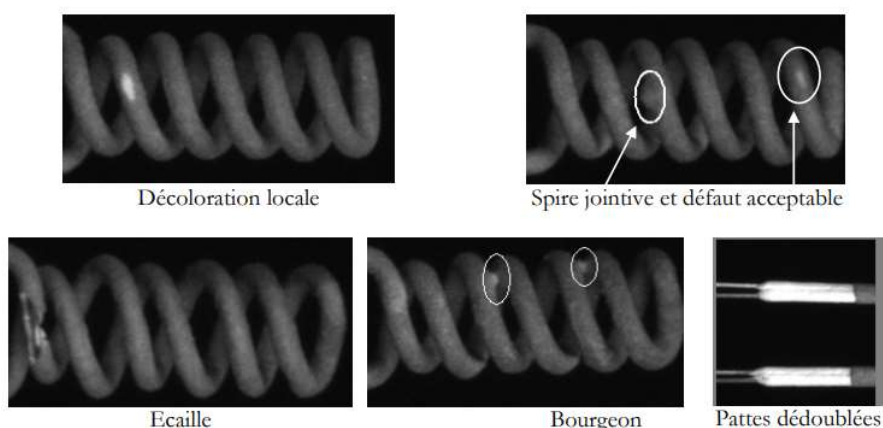 Décoloration locale
Spire jointive et défaut acceptable
Ecaille
Bourgeon
Pattes dédoublées